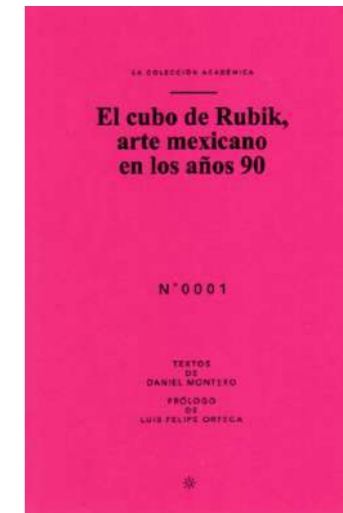 LA COLECCIÓN ACADÉMICA
El cubo de Rubik,
arte mexicano
en los años 90
N°0001
TEXTOS
DE
DANIEL MONTERO
PRÓLOGO
DE
LUIS FELIPE ORTEGA